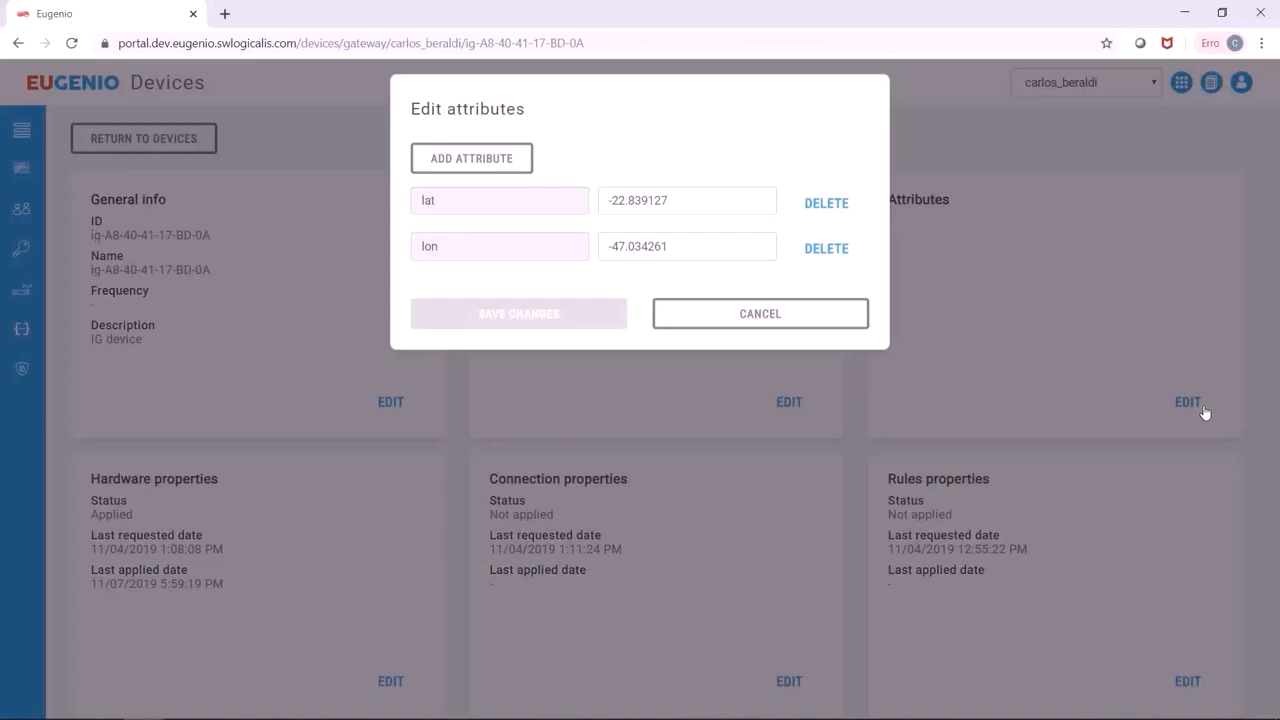 Eugenio
portal.dev.eugenio.swlogicalis.com/devices/gateway/carlos_beraldi/ig-A8-40-41-17-BD-0A
Erro
C
EUGENIO Devices
carlos_beraldi
RETURN TO DEVICES
Edit attributes
ADD ATTRIBUTE
lat
-22.839127
DELETE
lon
-47.034261
DELETE
SAVE CHANGES
CANCEL
General info
ID
ig-A8-40-41-17-BD-0A
Name
ig-A8-40-41-17-BD-0A
Frequency
-
Description
IG device
EDIT
EDIT
Attributes
EDIT
Hardware properties
Status
Applied
Last requested date
11/04/2019 1:08:08 PM
Last applied date
11/07/2019 5:59:19 PM
EDIT
Connection properties
Status
Not applied
Last requested date
11/04/2019 1:11:24 PM
Last applied date
-
EDIT
Rules properties
Status
Not applied
Last requested date
11/04/2019 12:55:22 PM
Last applied date
-
EDIT